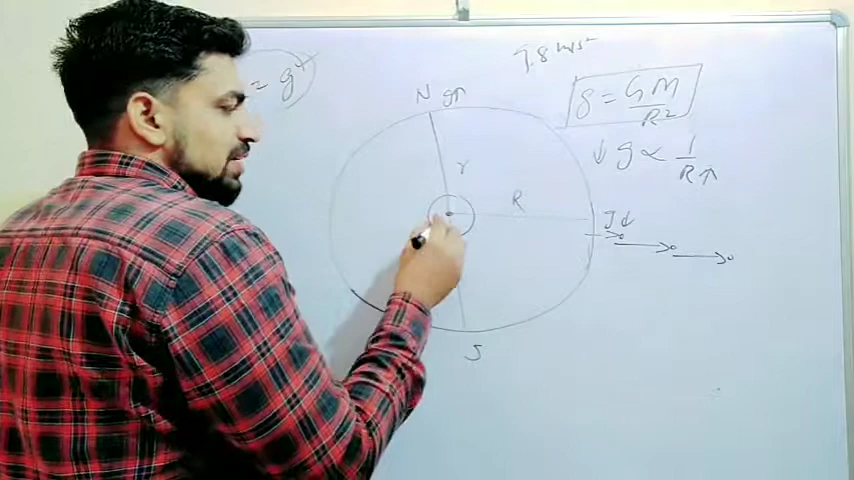 = g↑
9.8 m/s²
g = GM/R²
N g↑
↓ g ∝ 1/R↑
r
R
g↓
S